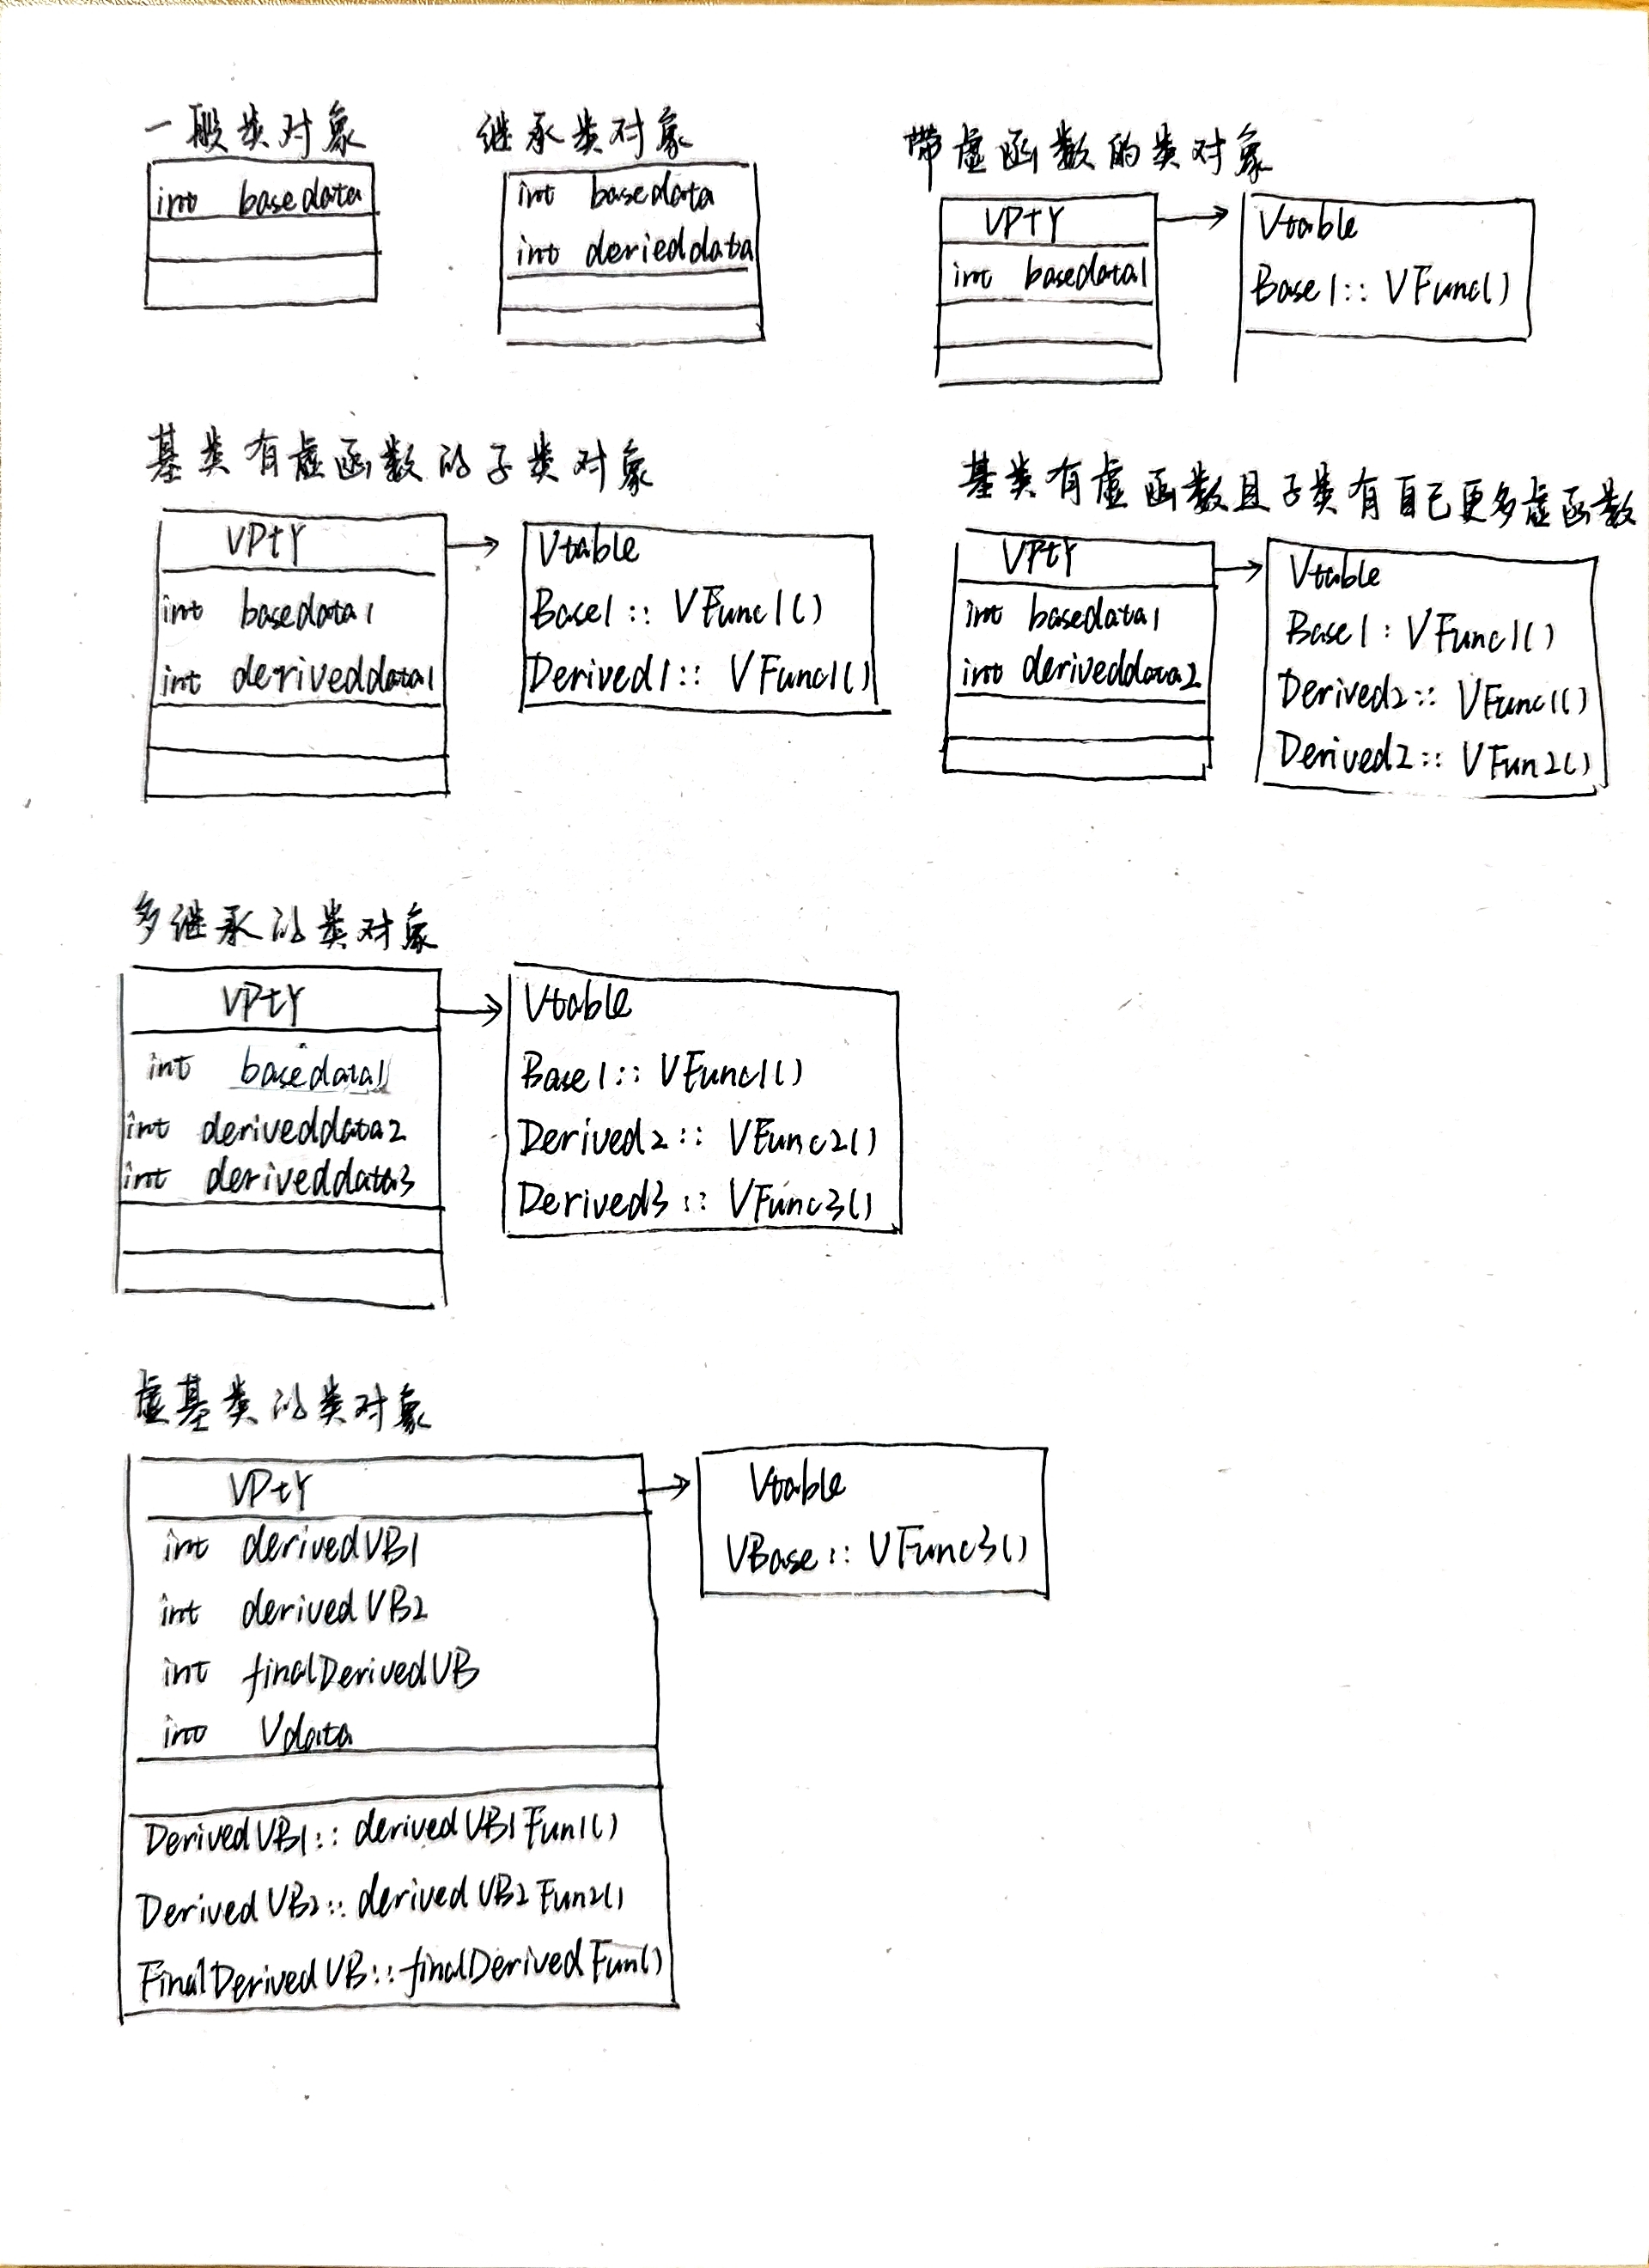 一般类对象
int basedata
继承类对象
int basedata
int derieddata
带虚函数的类对象
VPtY
int basedata1
Vtable
Base1::VFunc()
基类有虚函数的子类对象
VPtY
int basedata1
int deriveddata1
Vtable
Base1::VFunc1()
Derived1::VFunc1()
基类有虚函数且子类有自己更多虚函数
VPtY
int basedata1
int deriveddata2
Vtable
Base1:VFunc1()
Derived2::VFunc1()
Derived2::VFun2()
多继承的类对象
VPtY
int basedata1
int deriveddata2
int deriveddata3
Vtable
Base1::VFunc1()
Derived2::VFunc2()
Derived3::VFunc3()
虚基类的类对象
VPtY
int derivedVB1
int derivedVB2
int finalDerivedVB
int Vdata
DerivedVB1::derivedVB1Fun1()
DerivedVB2::derivedVB2Fun2()
FinalDerivedVB::finalDerivedFun()
Vtable
VBase::VFunc3()